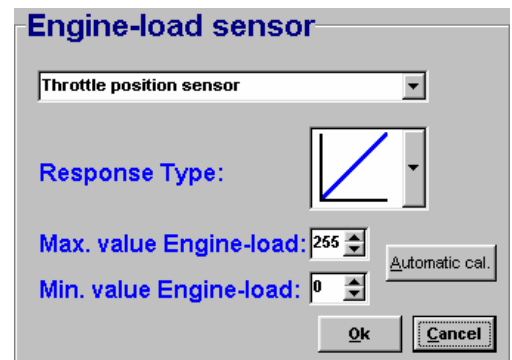 Engine-load sensor
Throttle position sensor
Response Type:
Max. value Engine-load: 255
Automatic cal.
Min. value Engine-load: 0
Ok Cancel